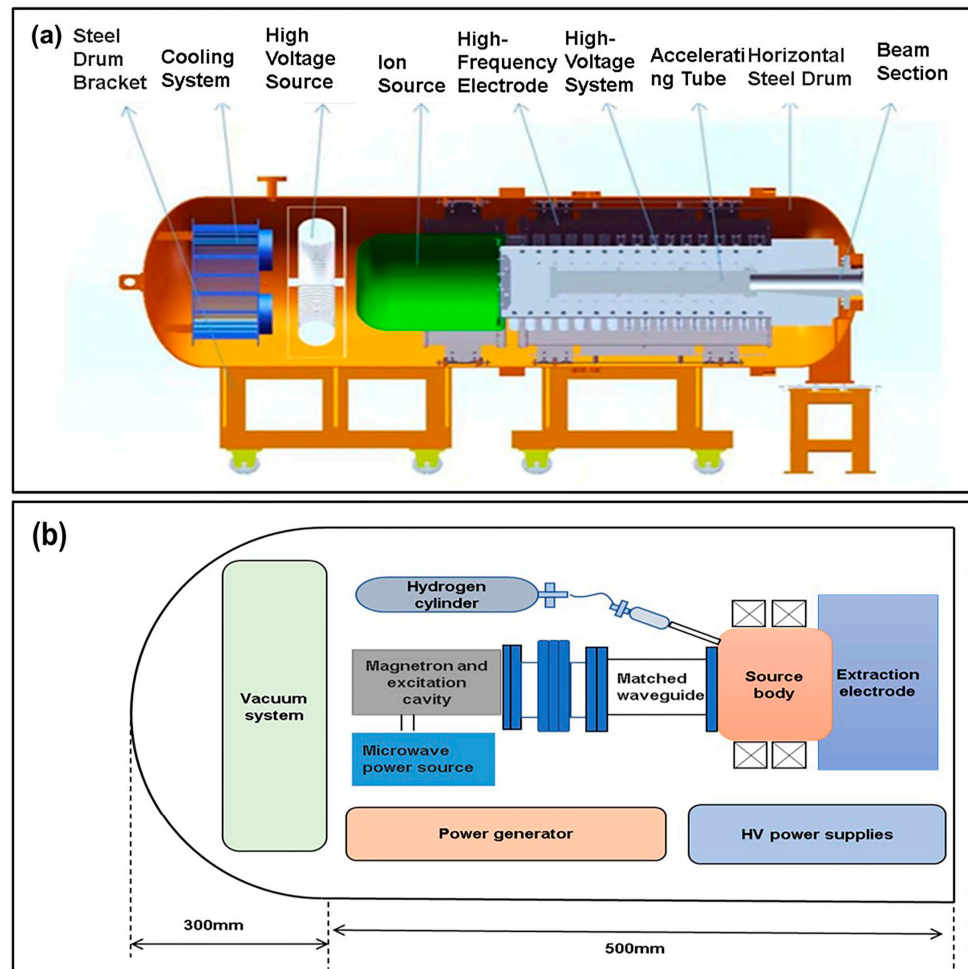 (a)
Steel
Drum
Bracket
Cooling
System
High
Voltage
Source
Ion
Source
High-
Frequency
Electrode
High-
Voltage
System
Accelerati
ng Tube
Horizontal
Steel Drum
Beam
Section
(b)
Hydrogen
cylinder
Magnetron and
excitation
cavity
Matched
waveguide
Source
body
Extraction
electrode
Vacuum
system
Microwave
power source
Power generator
HV power supplies
300mm
500mm